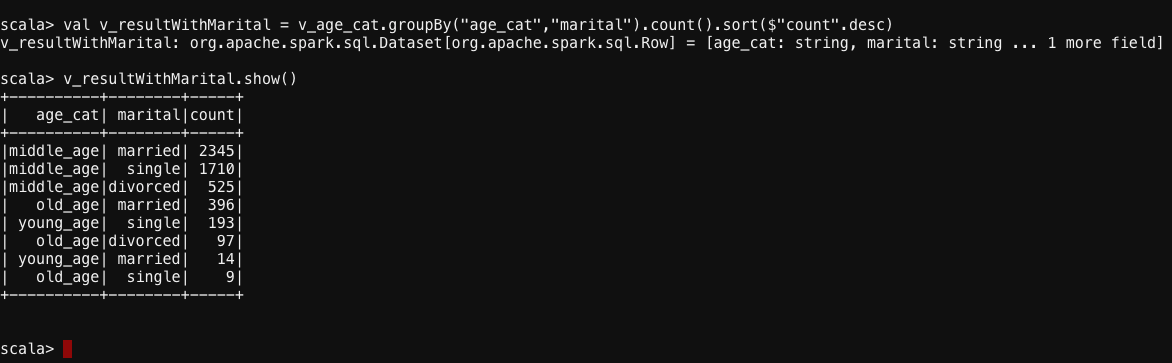 scala> val v_resultWithMarital = v_age_cat.groupBy("age_cat","marital").count().sort($"count".desc)
v_resultWithMarital: org.apache.spark.sql.Dataset[org.apache.spark.sql.Row] = [age_cat: string, marital: string ... 1 more field]
scala> v_resultWithMarital.show()
+----------+--------+-----+
|   age_cat| marital|count|
+----------+--------+-----+
|middle_age| married| 2345|
|middle_age|  single| 1710|
|middle_age|divorced|  525|
|   old_age| married|  396|
| young_age|  single|  193|
|   old_age|divorced|   97|
| young_age| married|   14|
|   old_age|  single|    9|
+----------+--------+-----+
scala>